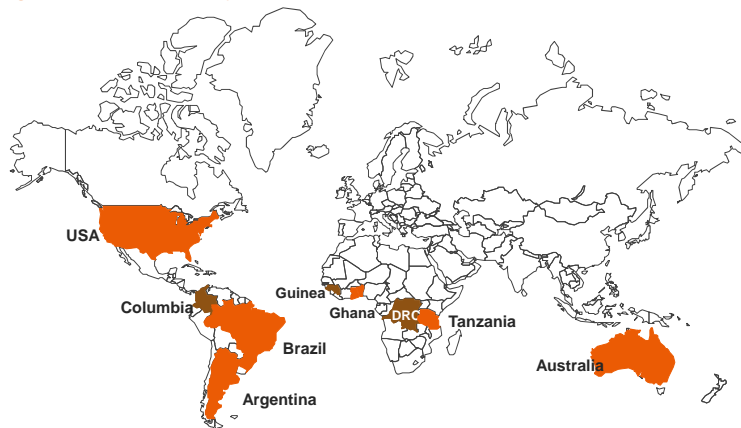 USA
Columbia
Guinea
Ghana
DRC
Tanzania
Brazil
Australia
Argentina